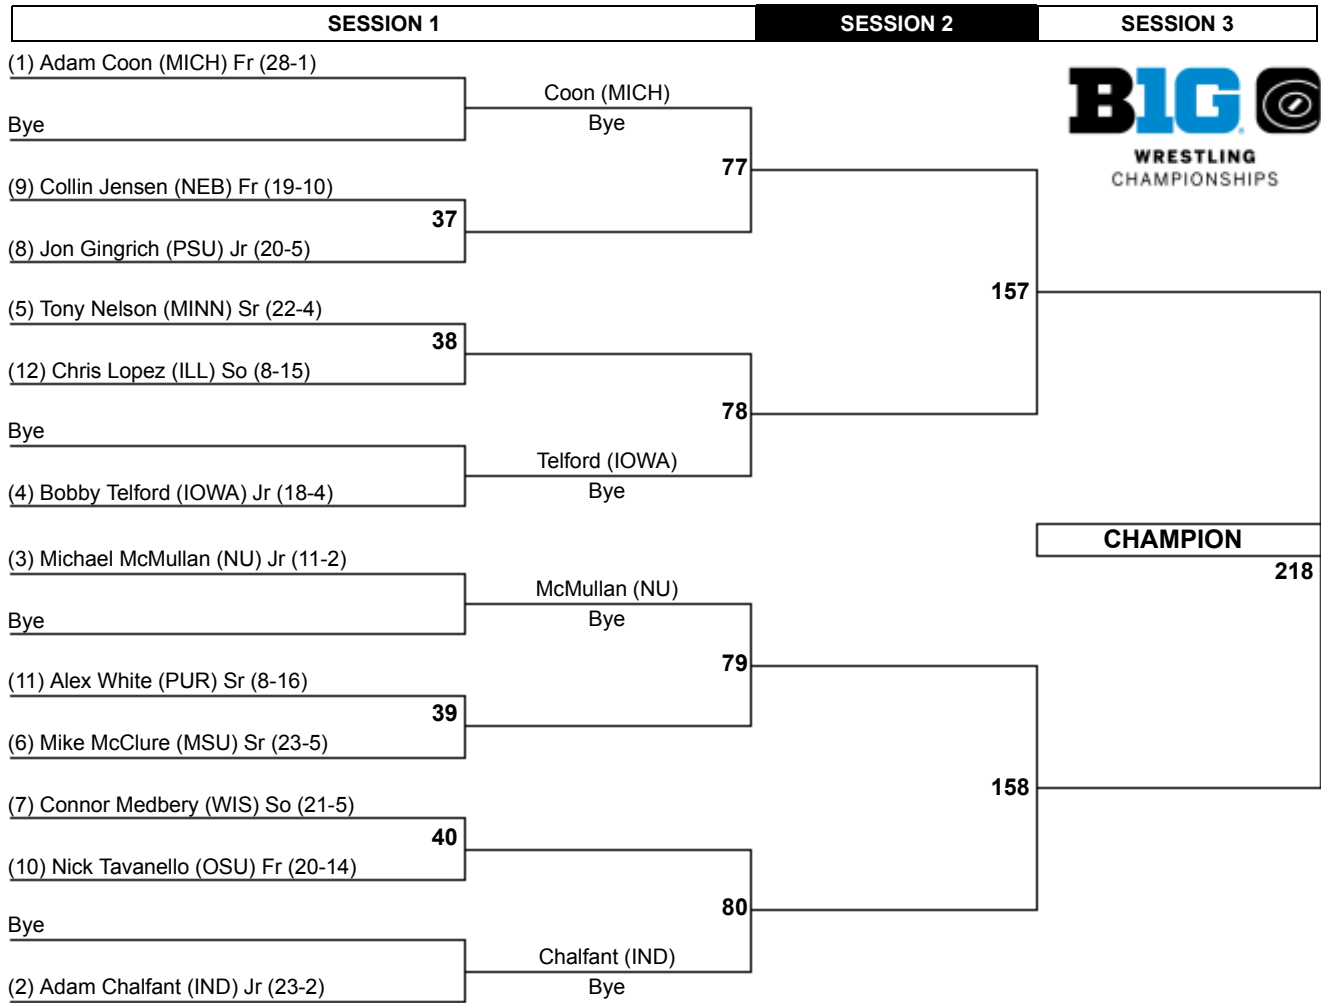 SESSION 1
SESSION 2
SESSION 3
(1) Adam Coon (MICH) Fr (28-1)
Coon (MICH)
Bye
Bye
77
(9) Collin Jensen (NEB) Fr (19-10)
37
(8) Jon Gingrich (PSU) Jr (20-5)
157
(5) Tony Nelson (MINN) Sr (22-4)
38
(12) Chris Lopez (ILL) So (8-15)
78
Bye
Telford (IOWA)
Bye
(4) Bobby Telford (IOWA) Jr (18-4)
B1G
WRESTLING
CHAMPIONSHIPS
CHAMPION
218
(3) Michael McMullan (NU) Jr (11-2)
McMullan (NU)
Bye
Bye
79
(11) Alex White (PUR) Sr (8-16)
39
(6) Mike McClure (MSU) Sr (23-5)
158
(7) Connor Medbery (WIS) So (21-5)
40
(10) Nick Tavanello (OSU) Fr (20-14)
80
Bye
Chalfant (IND)
Bye
(2) Adam Chalfant (IND) Jr (23-2)